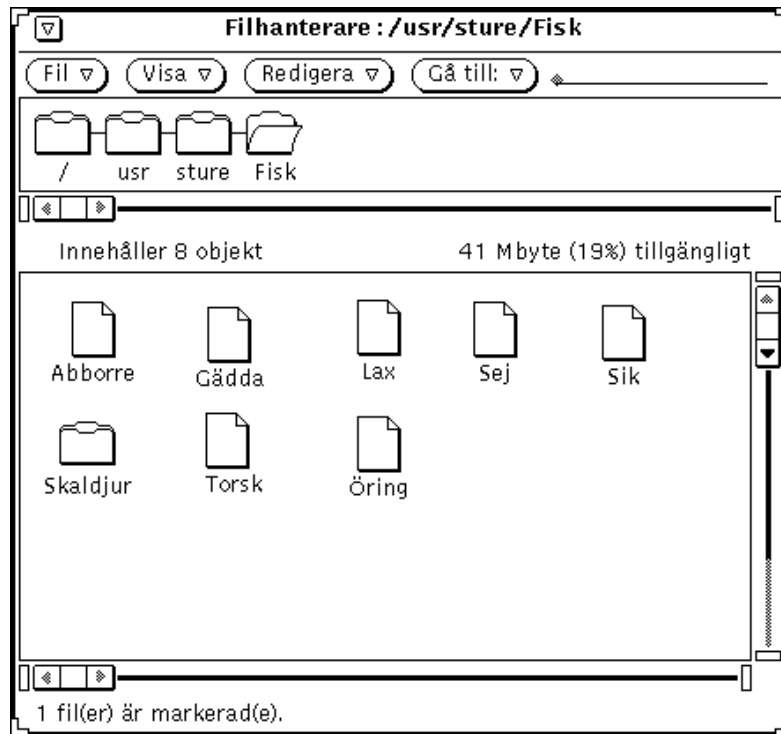 Filhanterare : /usr/sture/Fisk
Fil Visa Redigera Gå till:
/ usr sture Fisk
Innehåller 8 objekt 41 Mbyte (19%) tillgängligt
Abborre Gädda Lax Sej Sik
Skaldjur Torsk Öring
1 fil(er) är markerad(e).